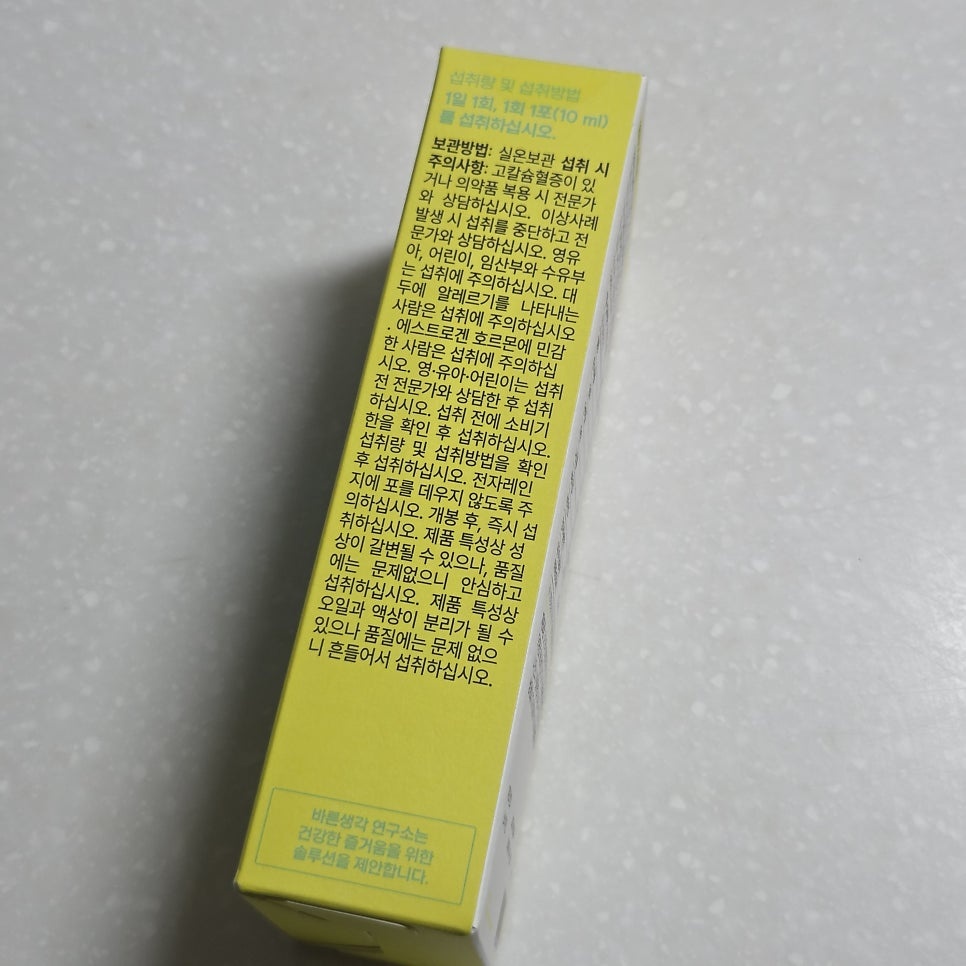 섭취량 및 섭취방법
1일 1회, 1회 1포(10 ml)
를 섭취하십시오.
보관방법: 실온보관 섭취 시
주의사항: 고칼슘혈증이 있
거나 의약품 복용 시 전문가
와 상담하십시오. 이상사례
발생 시 섭취를 중단하고 전
문가와 상담하십시오. 영유
아, 어린이, 임산부와 수유부
는 섭취에 주의하십시오. 대
두에 알레르기를 나타내는
사람은 섭취에 주의하십시오
. 에스트로겐 호르몬에 민감
한 사람은 섭취에 주의하십
시오. 영·유아·어린이는 섭취
전 전문가와 상담한 후 섭취
하십시오. 섭취 전에 소비기
한을 확인 후 섭취하십시오.
섭취량 및 섭취방법을 확인
후 섭취하십시오. 전자레인
지에 포를 데우지 않도록 주
의하십시오. 개봉 후, 즉시 섭
취하십시오. 제품 특성상 성
상이 갈변될 수 있으나, 품질
에는 문제없으니 안심하고
섭취하십시오. 제품 특성상
오일과 액상이 분리가 될 수
있으나 품질에는 문제 없으
니 흔들어서 섭취하십시오.
바른생각 연구소는
건강한 즐거움을 위한
솔루션을 제안합니다.